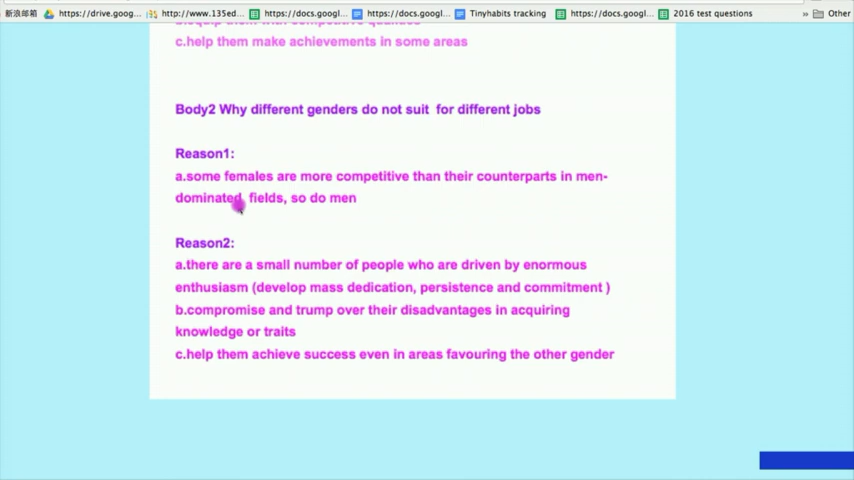 新浪邮箱 https://drive.goog... http://www.135ed... https://docs.googl... https://docs.googl... Tinyhabits tracking https://docs.googl... 2016 test questions » Other
c.help them make achievements in some areas
Body2 Why different genders do not suit for different jobs
Reason1:
a.some females are more competitive than their counterparts in men-
dominated fields, so do men
Reason2:
a.there are a small number of people who are driven by enormous
enthusiasm (develop mass dedication, persistence and commitment )
b.compromise and trump over their disadvantages in acquiring
knowledge or traits
c.help them achieve success even in areas favouring the other gender